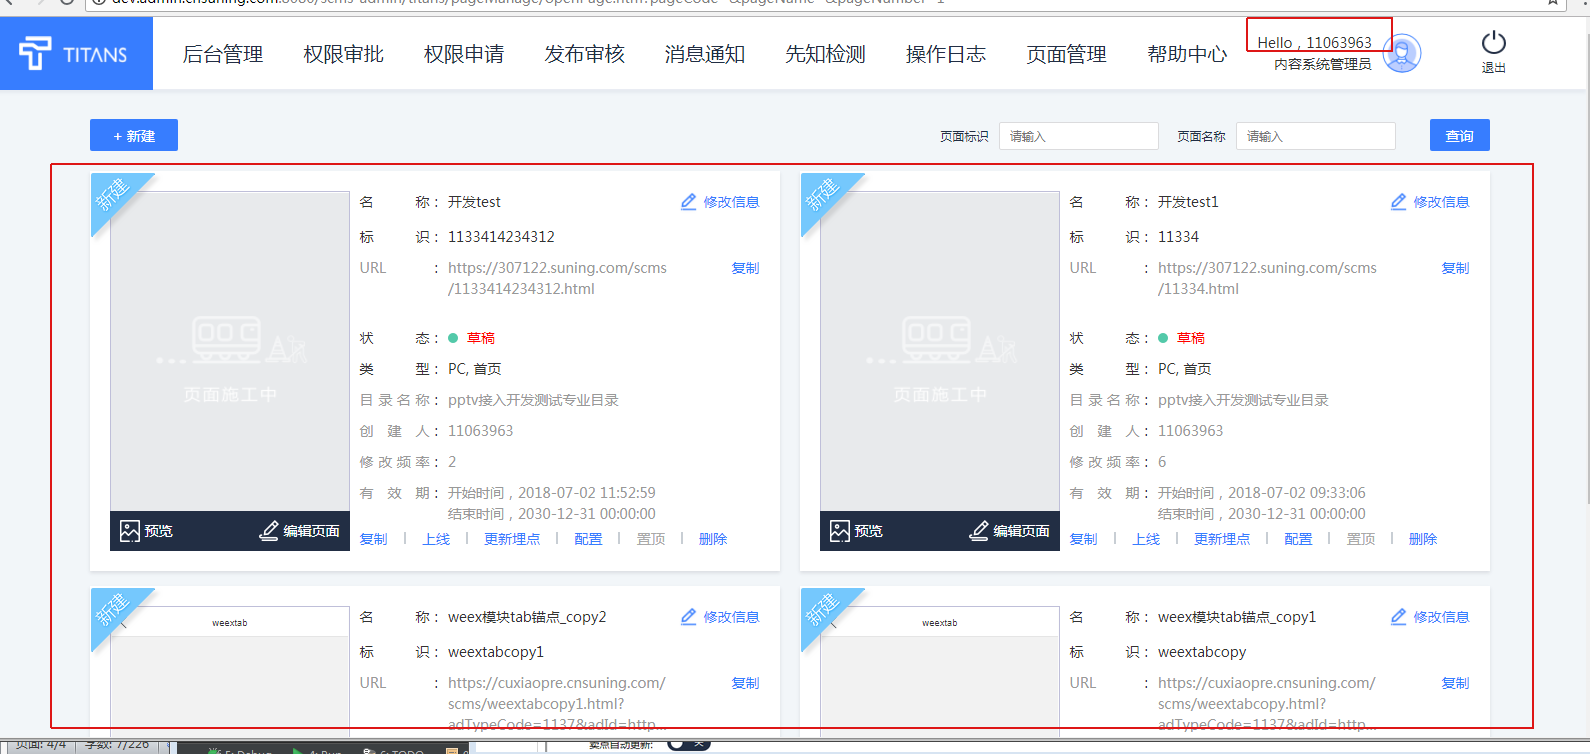 TITANS
后台管理 权限审批 权限申请 发布审核 消息通知 先知检测 操作日志 页面管理 帮助中心
Hello，11063963
内容系统管理员
退出
+ 新建
页面标识 请输入 页面名称 请输入 查询
新建
页面施工中
预览 编辑页面
名 称： 开发test 修改信息
标 识： 1133414234312
URL ： https://307122.suning.com/scms 复制
/1133414234312.html
状 态： 草稿
类 型： PC, 首页
目录名称： pptv接入开发测试专业目录
创 建 人： 11063963
修改频率： 2
有 效 期： 开始时间，2018-07-02 11:52:59
结束时间，2030-12-31 00:00:00
复制 | 上线 | 更新埋点 | 配置 | 置顶 | 删除
新建
页面施工中
预览 编辑页面
名 称： 开发test1 修改信息
标 识： 11334
URL ： https://307122.suning.com/scms 复制
/11334.html
状 态： 草稿
类 型： PC, 首页
目录名称： pptv接入开发测试专业目录
创 建 人： 11063963
修改频率： 6
有 效 期： 开始时间，2018-07-02 09:33:06
结束时间，2030-12-31 00:00:00
复制 | 上线 | 更新埋点 | 配置 | 置顶 | 删除
新建
weextab
名 称： weex模块tab锚点_copy2 修改信息
标 识： weextabcopy1
URL ： https://cuxiaopre.cnsuning.com/ 复制
scms/weextabcopy1.html?
adTypeCode=1137&adId=http...
新建
weextab
名 称： weex模块tab锚点_copy1 修改信息
标 识： weextabcopy
URL ： https://cuxiaopre.cnsuning.com/ 复制
scms/weextabcopy.html?
adTypeCode=1137&adId=http...
页面: 4/4 字数: 7/226